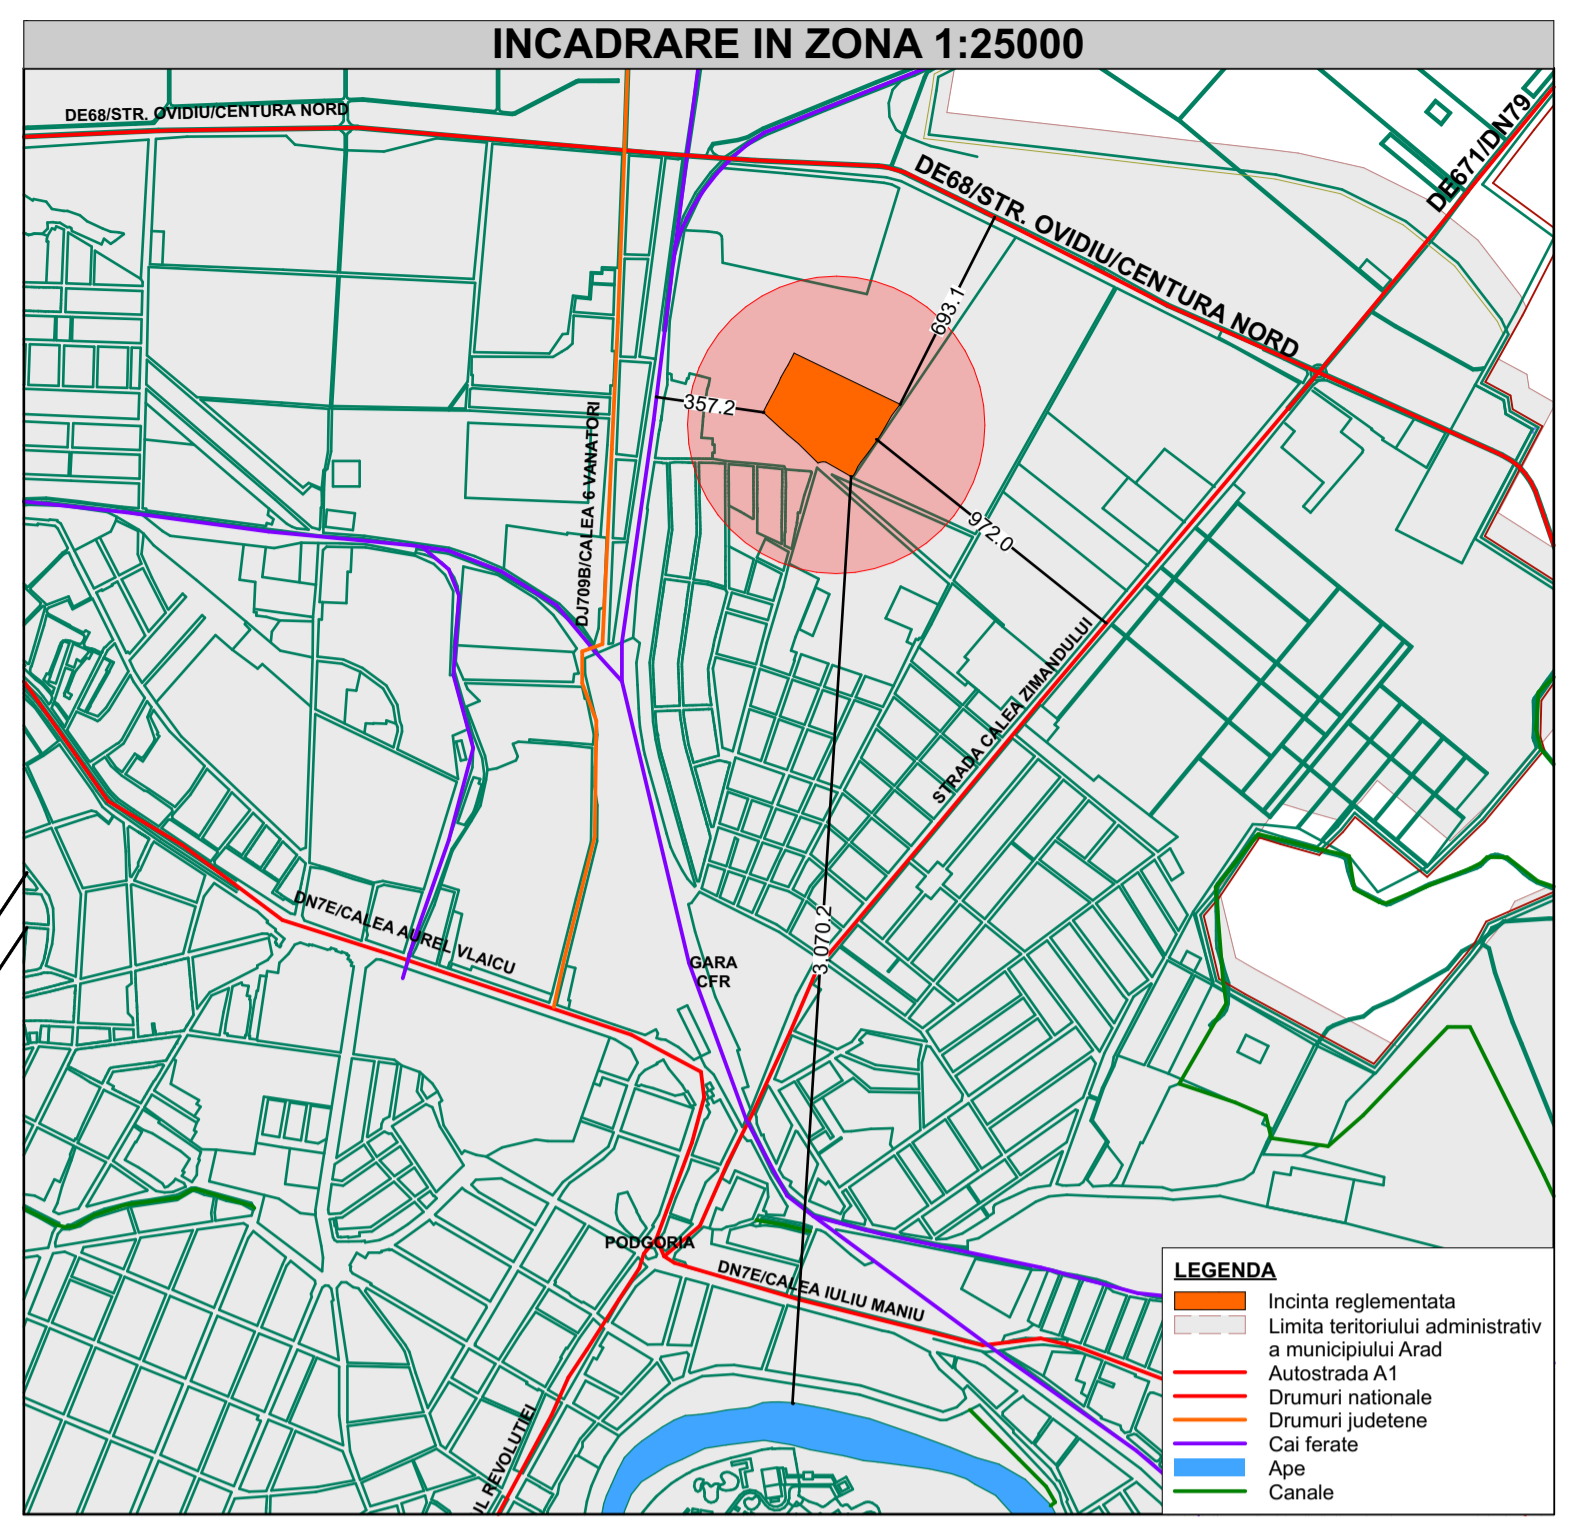 INCADRARE IN ZONA 1:25000
DE68/STR. OVIDIU/CENTURA NORD
DE671/DN79
DE68/STR. OVIDIU/CENTURA NORD
693.1
357.2
DJ709B/CALEA 6 VANATORI
972.0
STRADA CALEA ZIMANDULUI
DN7E/CALEA AUREL VLAICU
3,070.2
GARA
CFR
PODGORIA
DN7E/CALEA IULIU MANIU
UL REVOLUTIEI
LEGENDA
Incinta reglementata
Limita teritoriului administrativ
a municipiului Arad
Autostrada A1
Drumuri nationale
Drumuri judetene
Cai ferate
Ape
Canale